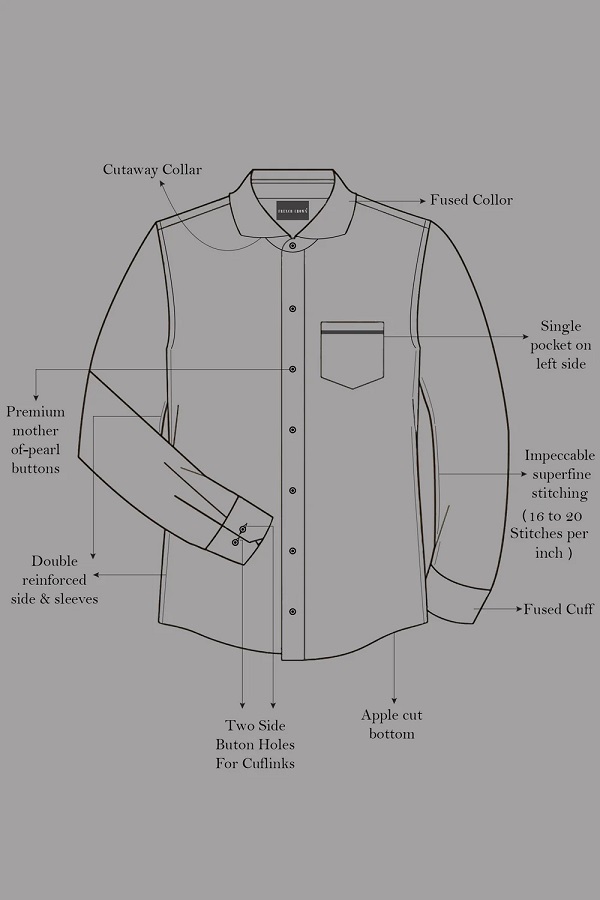 Cutaway Collar
Fused Collor
Single
pocket on
left side
Premium
mother
of-pearl
buttons
Impeccable
superfine
stitching
( 16 to 20
Stitches per
inch )
Double
reinforced
side & sleeves
Fused Cuff
Two Side
Buton Holes
For Cuflinks
Apple cut
bottom